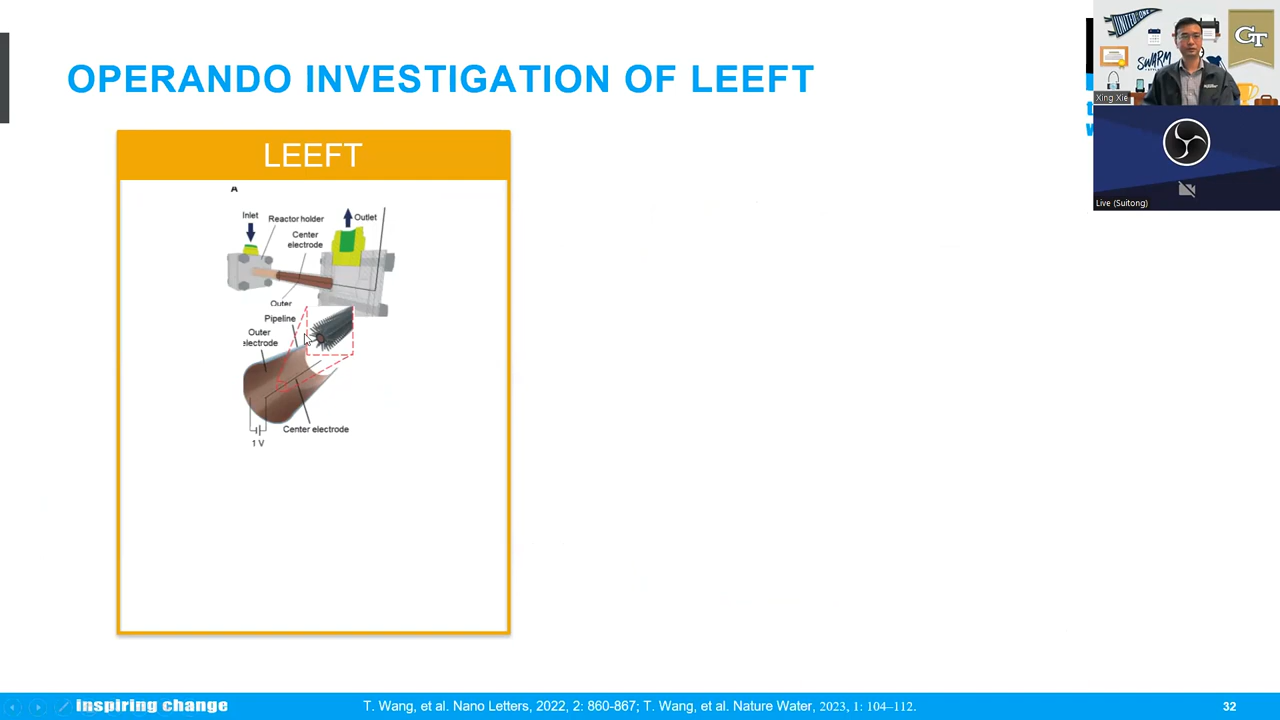 OPERANDO INVESTIGATION OF LEEFT
LEEFT
A
Inlet
Reactor holder
Outlet
Center
electrode
Outer
Pipeline
Outer
electrode
Center electrode
1 V
UNITED
SWARM
GT
Xing Xie
Live (Suitong)
inspiring change
T. Wang, et al. Nano Letters, 2022, 2: 860-867; T. Wang, et al. Nature Water, 2023, 1: 104–112.
32